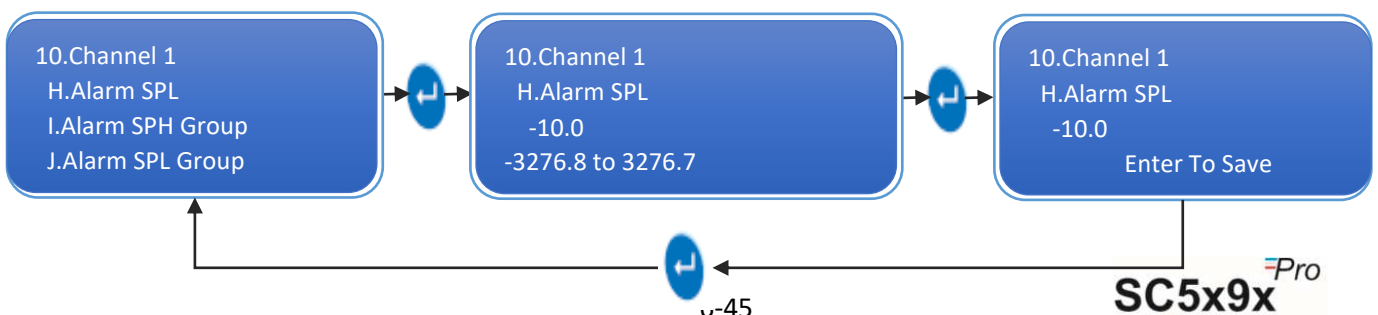 10.Channel 1
H.Alarm SPL
I.Alarm SPH Group
J.Alarm SPL Group
10.Channel 1
H.Alarm SPL
-10.0
-3276.8 to 3276.7
10.Channel 1
H.Alarm SPL
-10.0
Enter To Save
-45
SC5x9x Pro